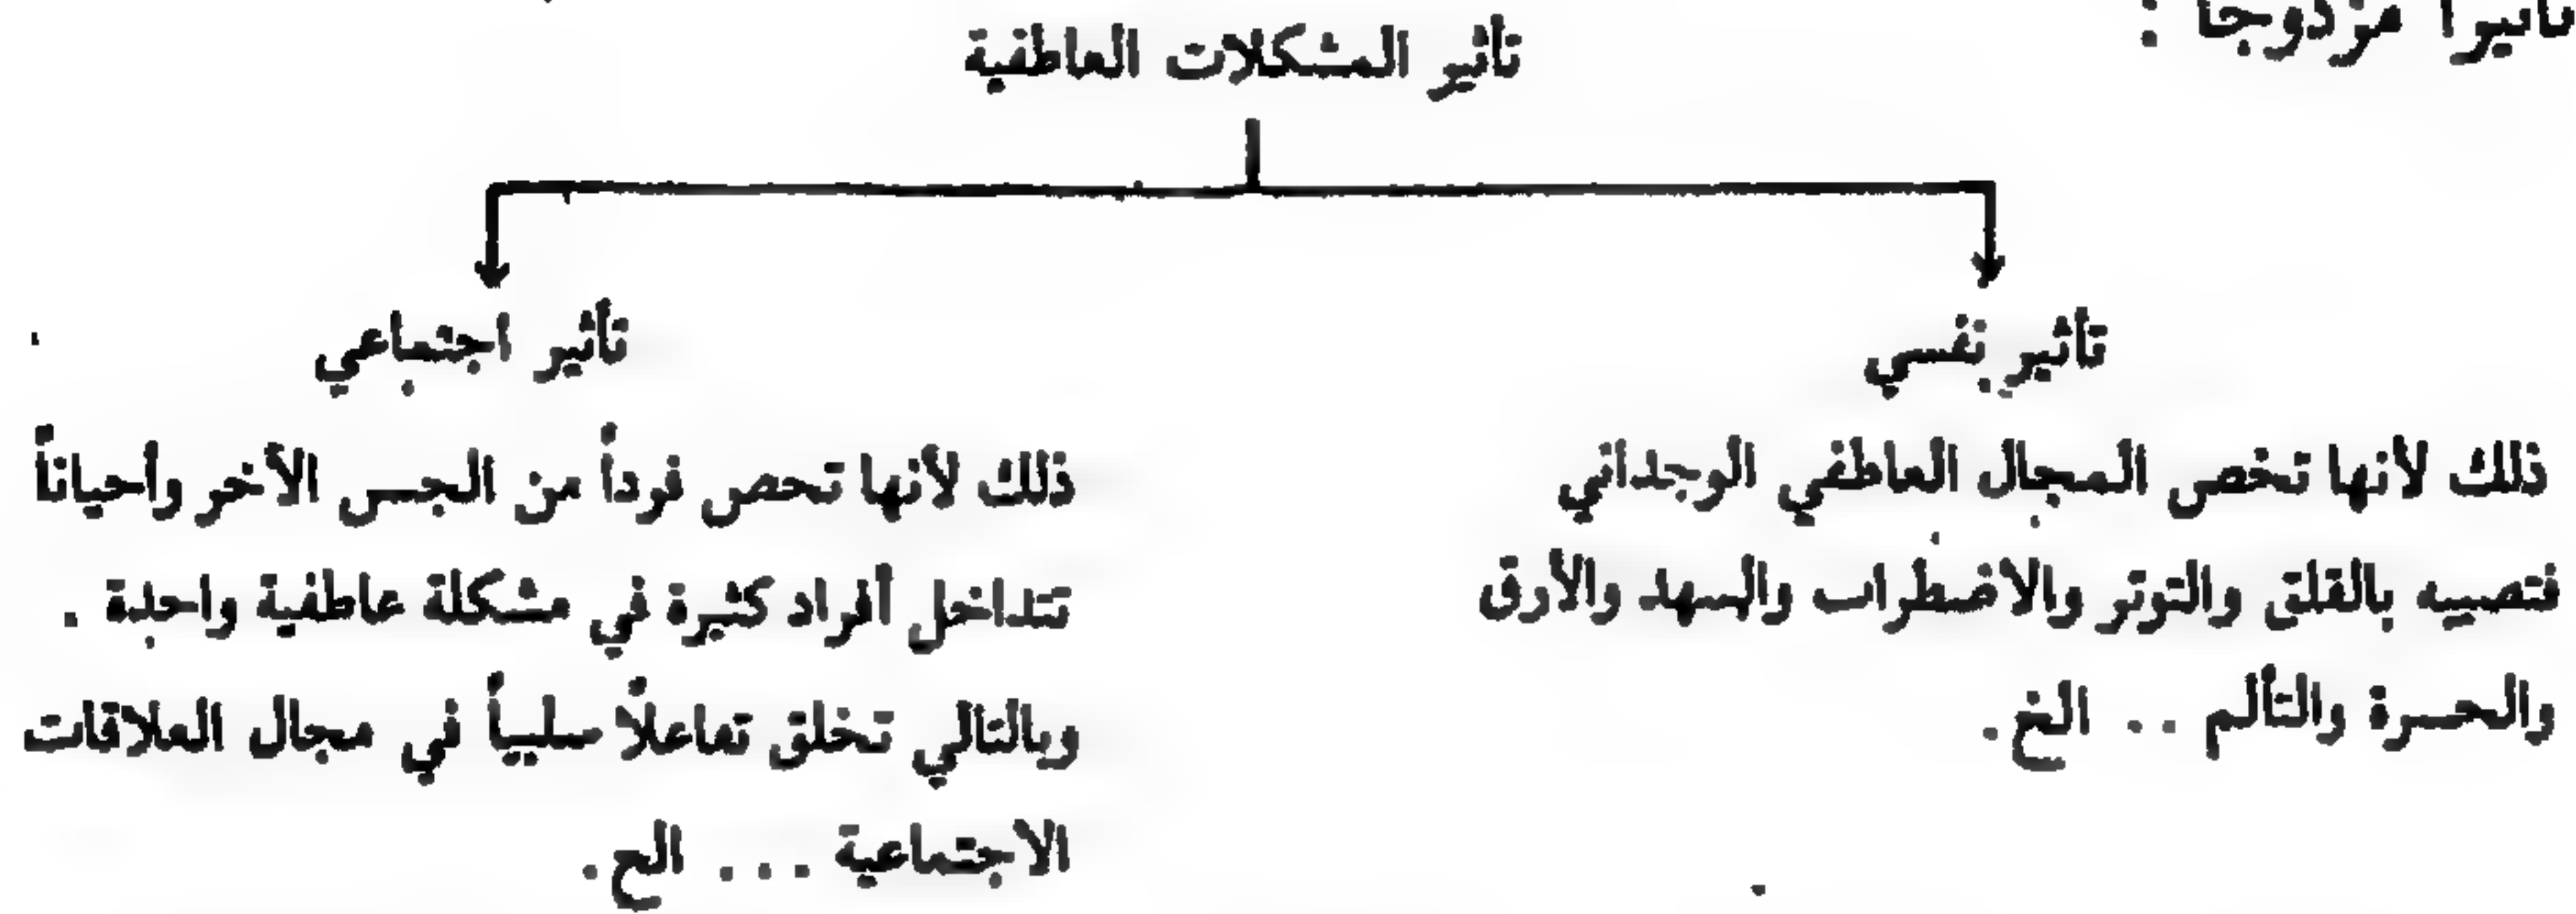 تأثيراً مزدوجاً :
تأثير المشكلات العاطفية
تأثير نفسي
ذلك لأنها تخص المجال العاطفي الوجداني
فتصيبه بالقلق والتوتر والاضطراب والسهد والأرق
والحسرة والتألم .. الخ.
تأثير اجتماعي
ذلك لأنها تخص فرداً من الجنس الآخر وأحياناً
تتداخل أفراد كثيرة في مشكلة عاطفية واحدة .
وبالتالي تخلق تفاعلاً سلبياً في مجال العلاقات
الاجتماعية ... الخ.